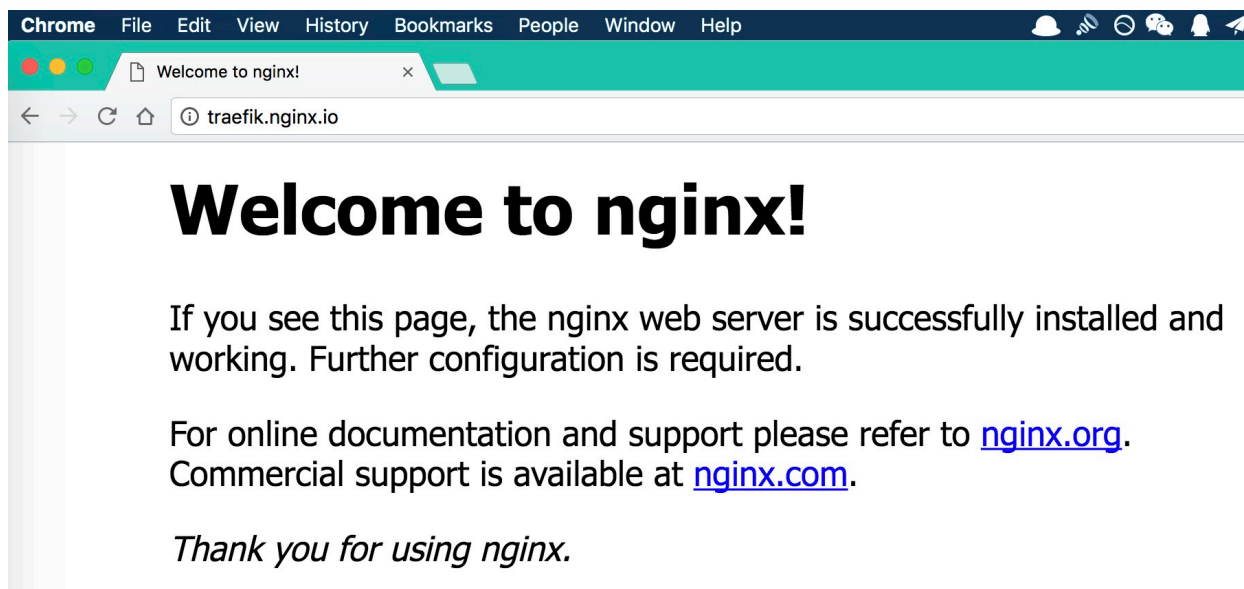 Chrome File Edit View History Bookmarks People Window Help
Welcome to nginx!
traefik.nginx.io
Welcome to nginx!
If you see this page, the nginx web server is successfully installed and
working. Further configuration is required.
For online documentation and support please refer to nginx.org.
Commercial support is available at nginx.com.
Thank you for using nginx.